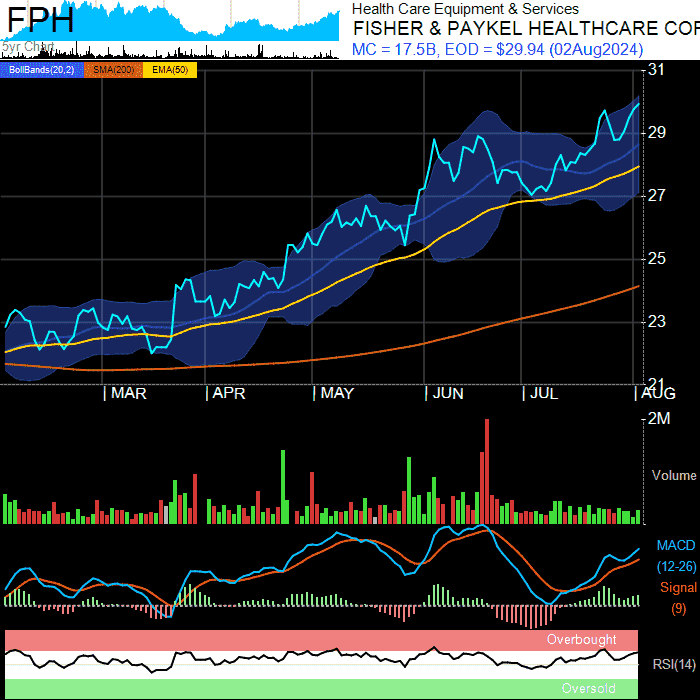 FPH
5yr Chart
Health Care Equipment & Services
FISHER & PAYKEL HEALTHCARE COR
MC = 17.5B, EOD = $29.94 (02Aug2024)
BollBands(20,2) SMA(200) EMA(50)
31
29
27
25
23
21
MAR APR MAY JUN JUL AUG
2M
Volume
MACD
(12-26)
Signal
(9)
Overbought
RSI(14)
Oversold